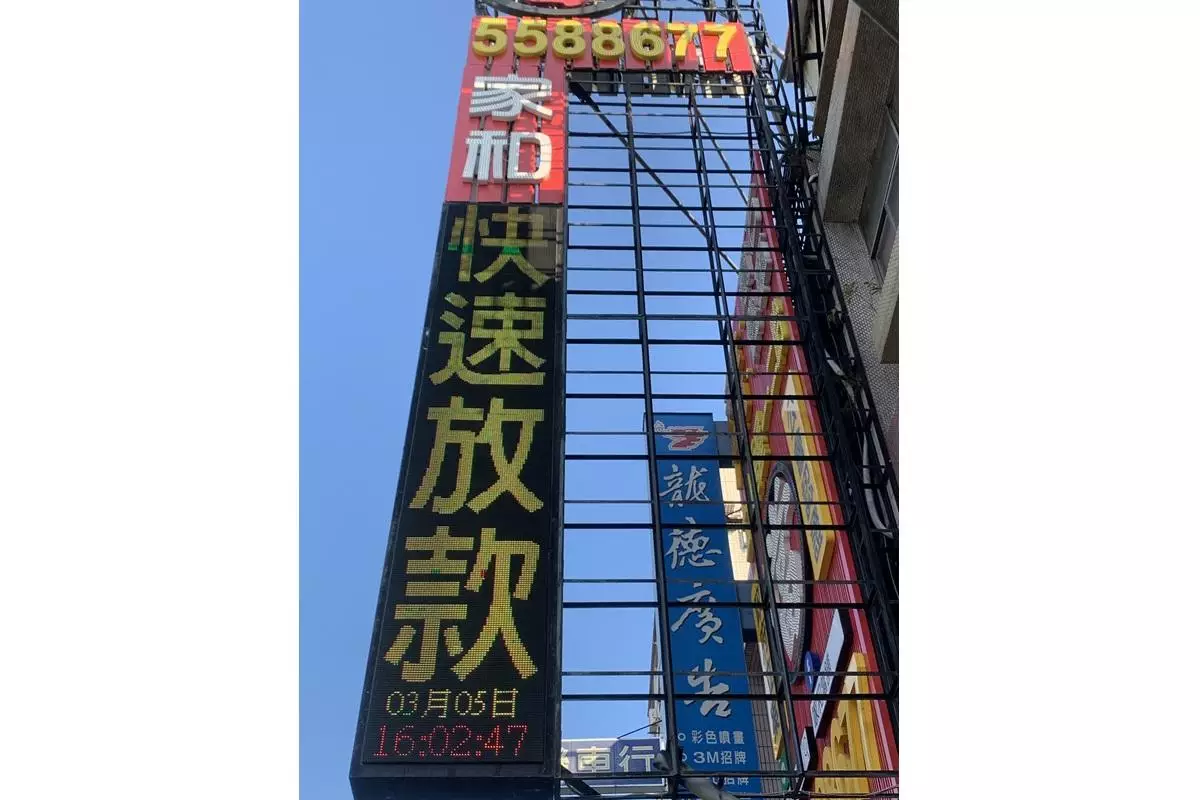 5588677
家和
快速放款
03月05日
16:02:47
龍德廣告
彩色噴畫
3M招牌
車行